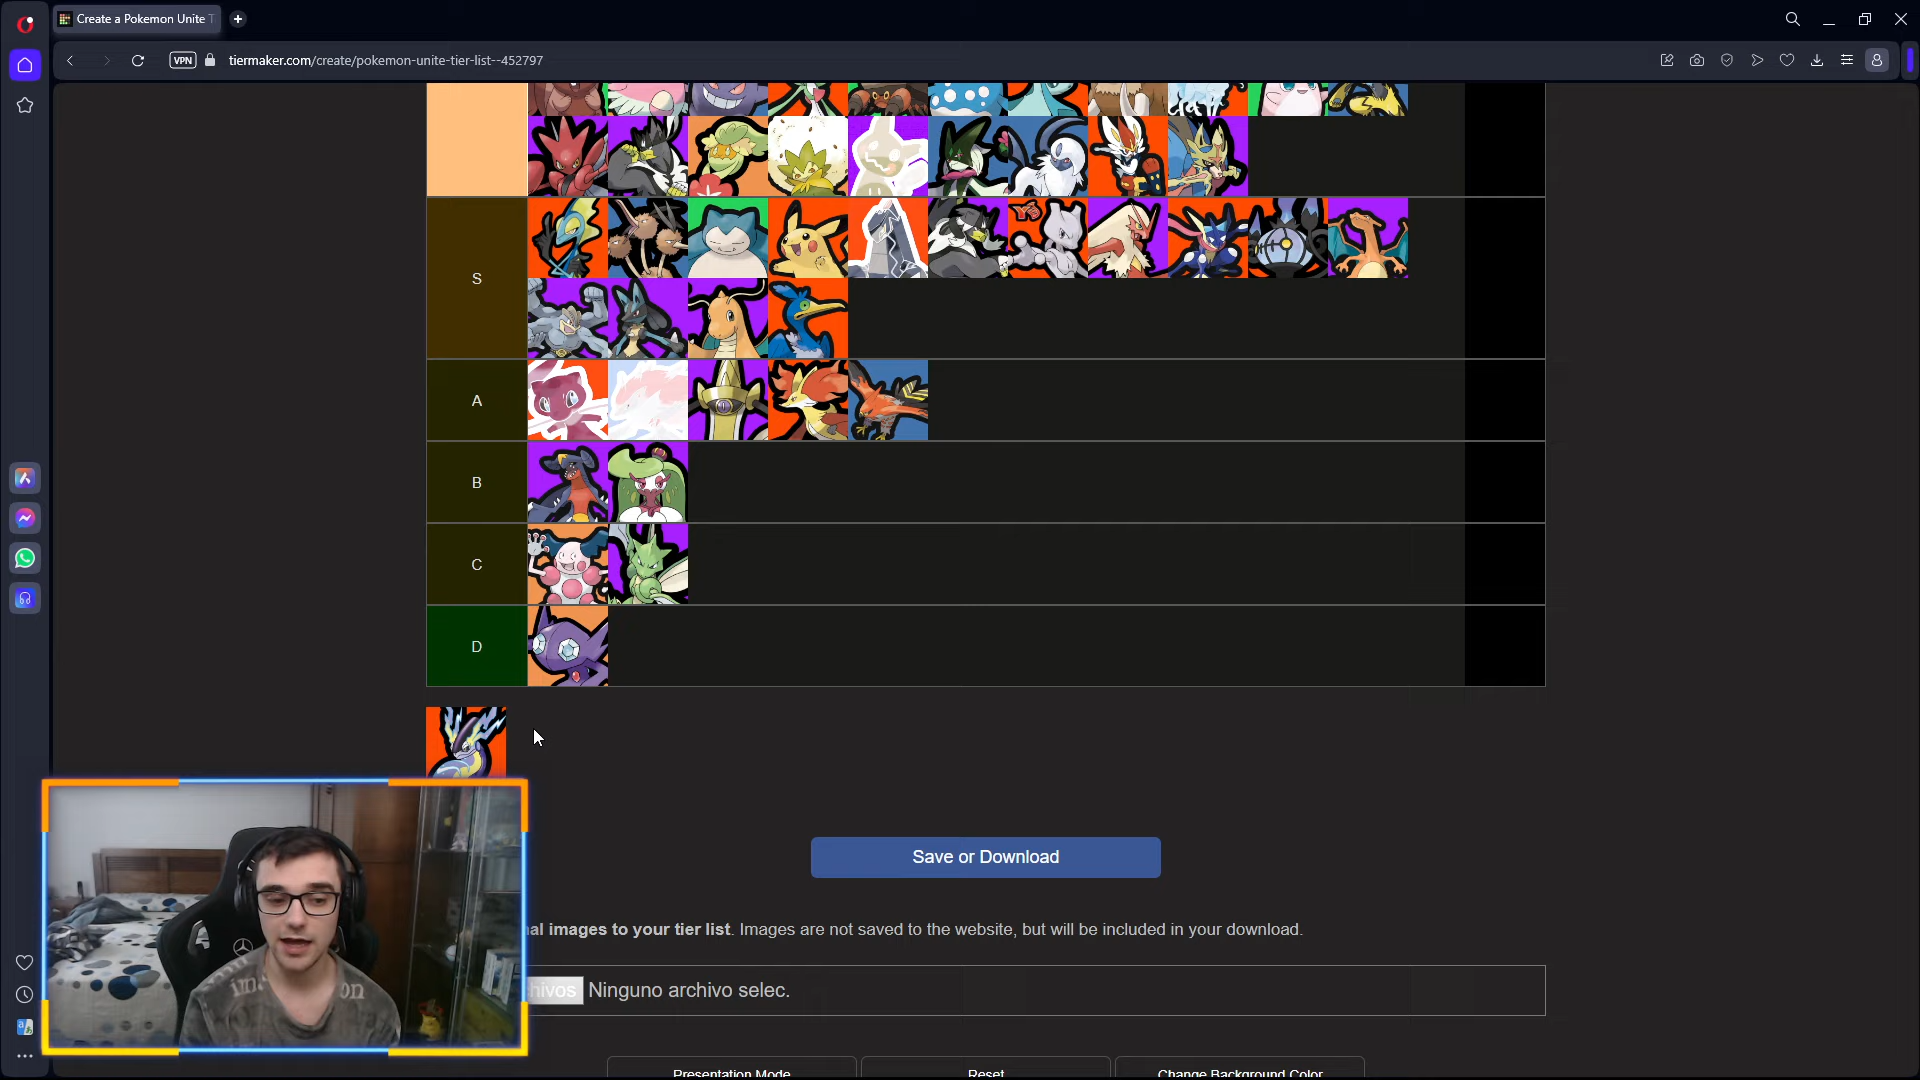 Create a Pokemon Unite T
VPN
tiermaker.com/create/pokemon-unite-tier-list--452797
S
A
B
C
D
Save or Download
al images to your tier list. Images are not saved to the website, but will be included in your download.
hivos Ninguno archivo selec.
Presentation Mode
Reset
Change Background Color